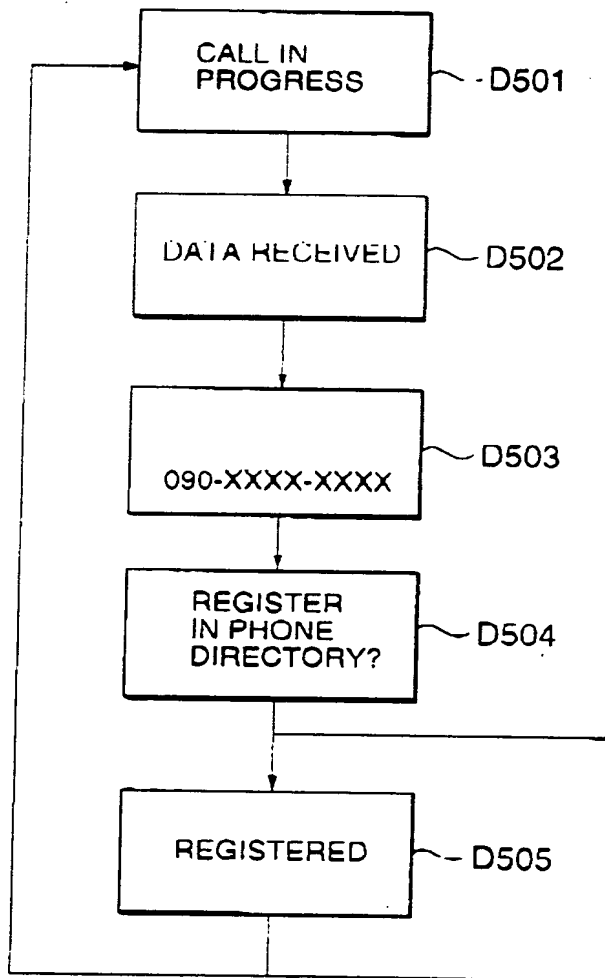 CALL IN
PROGRESS
D501
DATA RECEIVED
D502
090-XXXX-XXXX
D503
REGISTER
IN PHONE
DIRECTORY?
D504
REGISTERED
D505